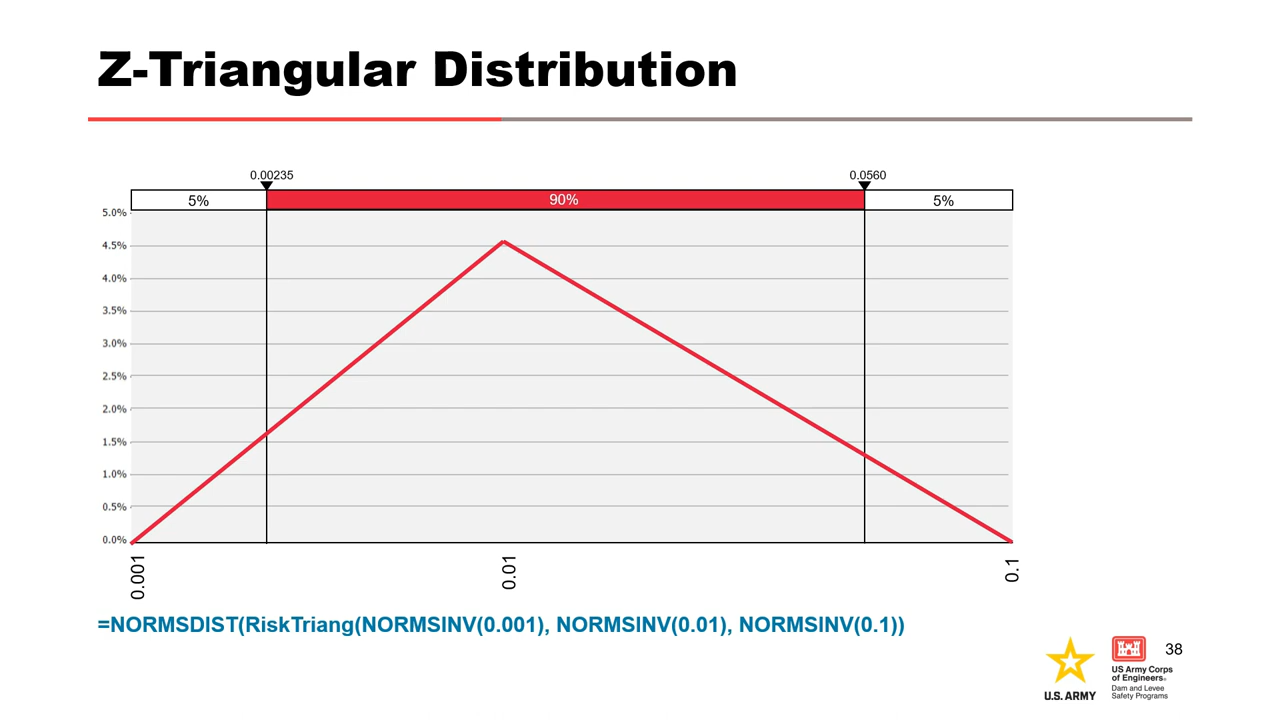 Z-Triangular Distribution
0.00235
0.0560
5%
90%
5%
5.0%
4.5%
4.0%
3.5%
3.0%
2.5%
2.0%
1.5%
1.0%
0.5%
0.0%
0.001
0.01
0.1
=NORMSDIST(RiskTriang(NORMSINV(0.001), NORMSINV(0.01), NORMSINV(0.1))
U.S. ARMY
US Army Corps
of Engineers®
Dam and Levee
Safety Programs
38